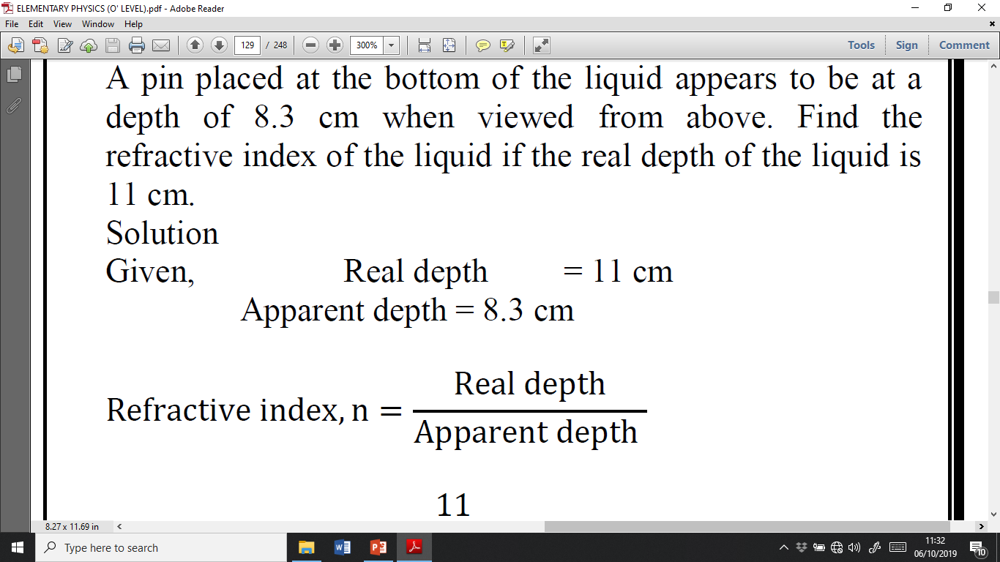 ELEMENTARY PHYSICS (O' LEVEL).pdf - Adobe Reader
File Edit View Window Help
129 / 248 300% Tools Sign Comment
A pin placed at the bottom of the liquid appears to be at a
depth of 8.3 cm when viewed from above. Find the
refractive index of the liquid if the real depth of the liquid is
11 cm.
Solution
Given, Real depth = 11 cm
Apparent depth = 8.3 cm
Real depth
Refractive index, n =
Apparent depth
11
8.27 x 11.69 in
Type here to search
11:32
06/10/2019
10